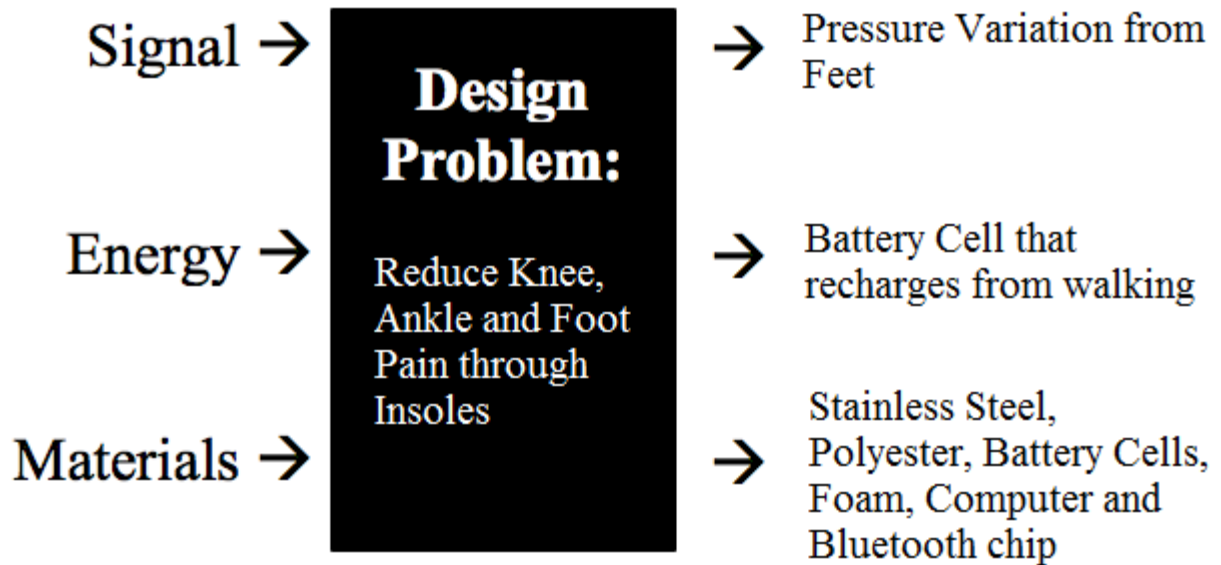 Signal →
Design
Problem:
Reduce Knee,
Ankle and Foot
Pain through
Insoles
→ Pressure Variation from
Feet
Energy →
→ Battery Cell that
recharges from walking
Materials →
→ Stainless Steel,
Polyester, Battery Cells,
Foam, Computer and
Bluetooth chip